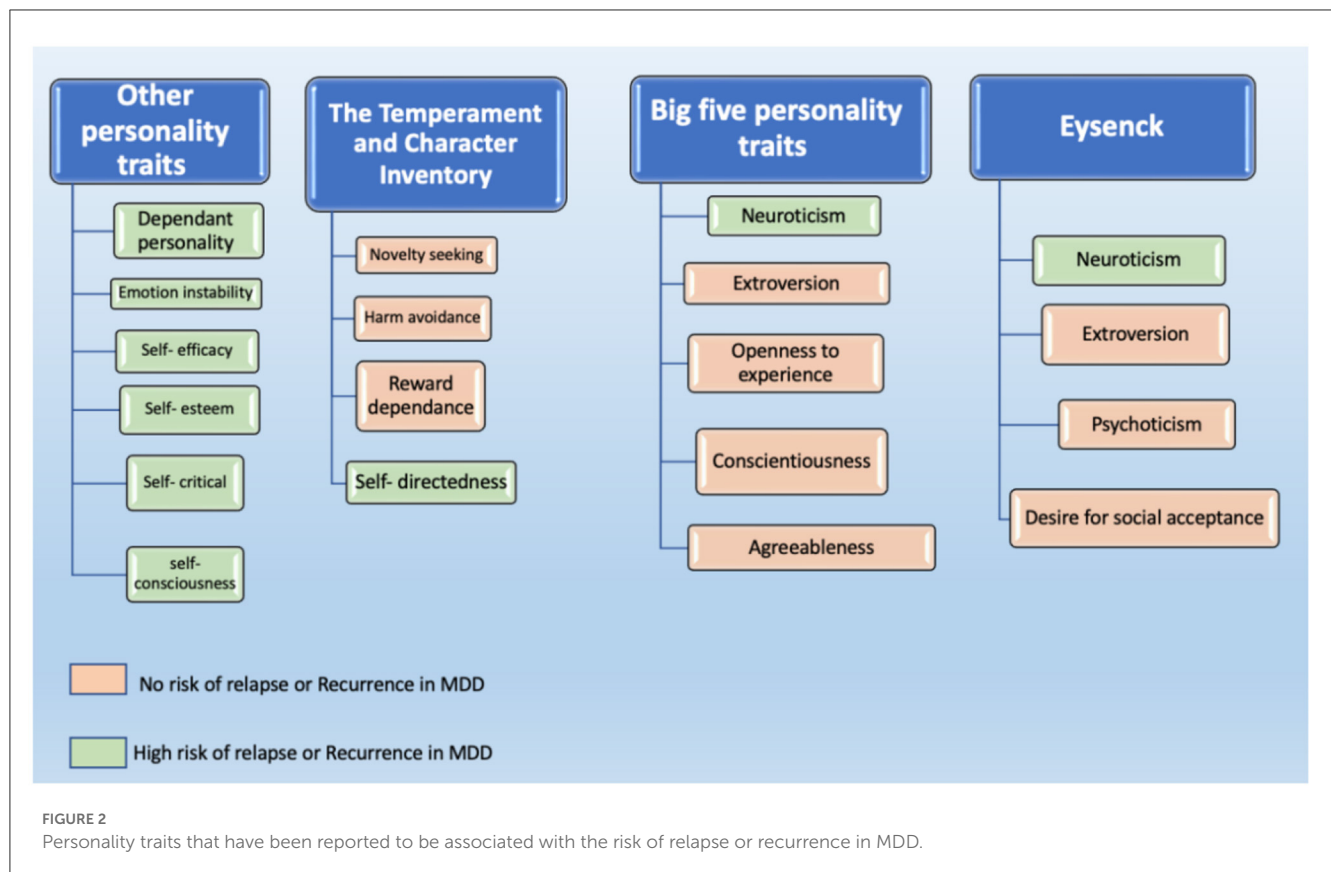 Other
personality
traits
Dependant
personality
Emotion instability
Self- efficacy
Self- esteem
Self- critical
self-
consciousness
The Temperament
and Character
Inventory
Novelty seeking
Harm avoidance
Reward
dependance
Self- directedness
Big five personality
traits
Neuroticism
Extroversion
Openness to
experience
Conscientiousness
Agreeableness
Eysenck
Neuroticism
Extroversion
Psychoticism
Desire for social acceptance
No risk of relapse or Recurrence in MDD
High risk of relapse or Recurrence in MDD
FIGURE 2
Personality traits that have been reported to be associated with the risk of relapse or recurrence in MDD.